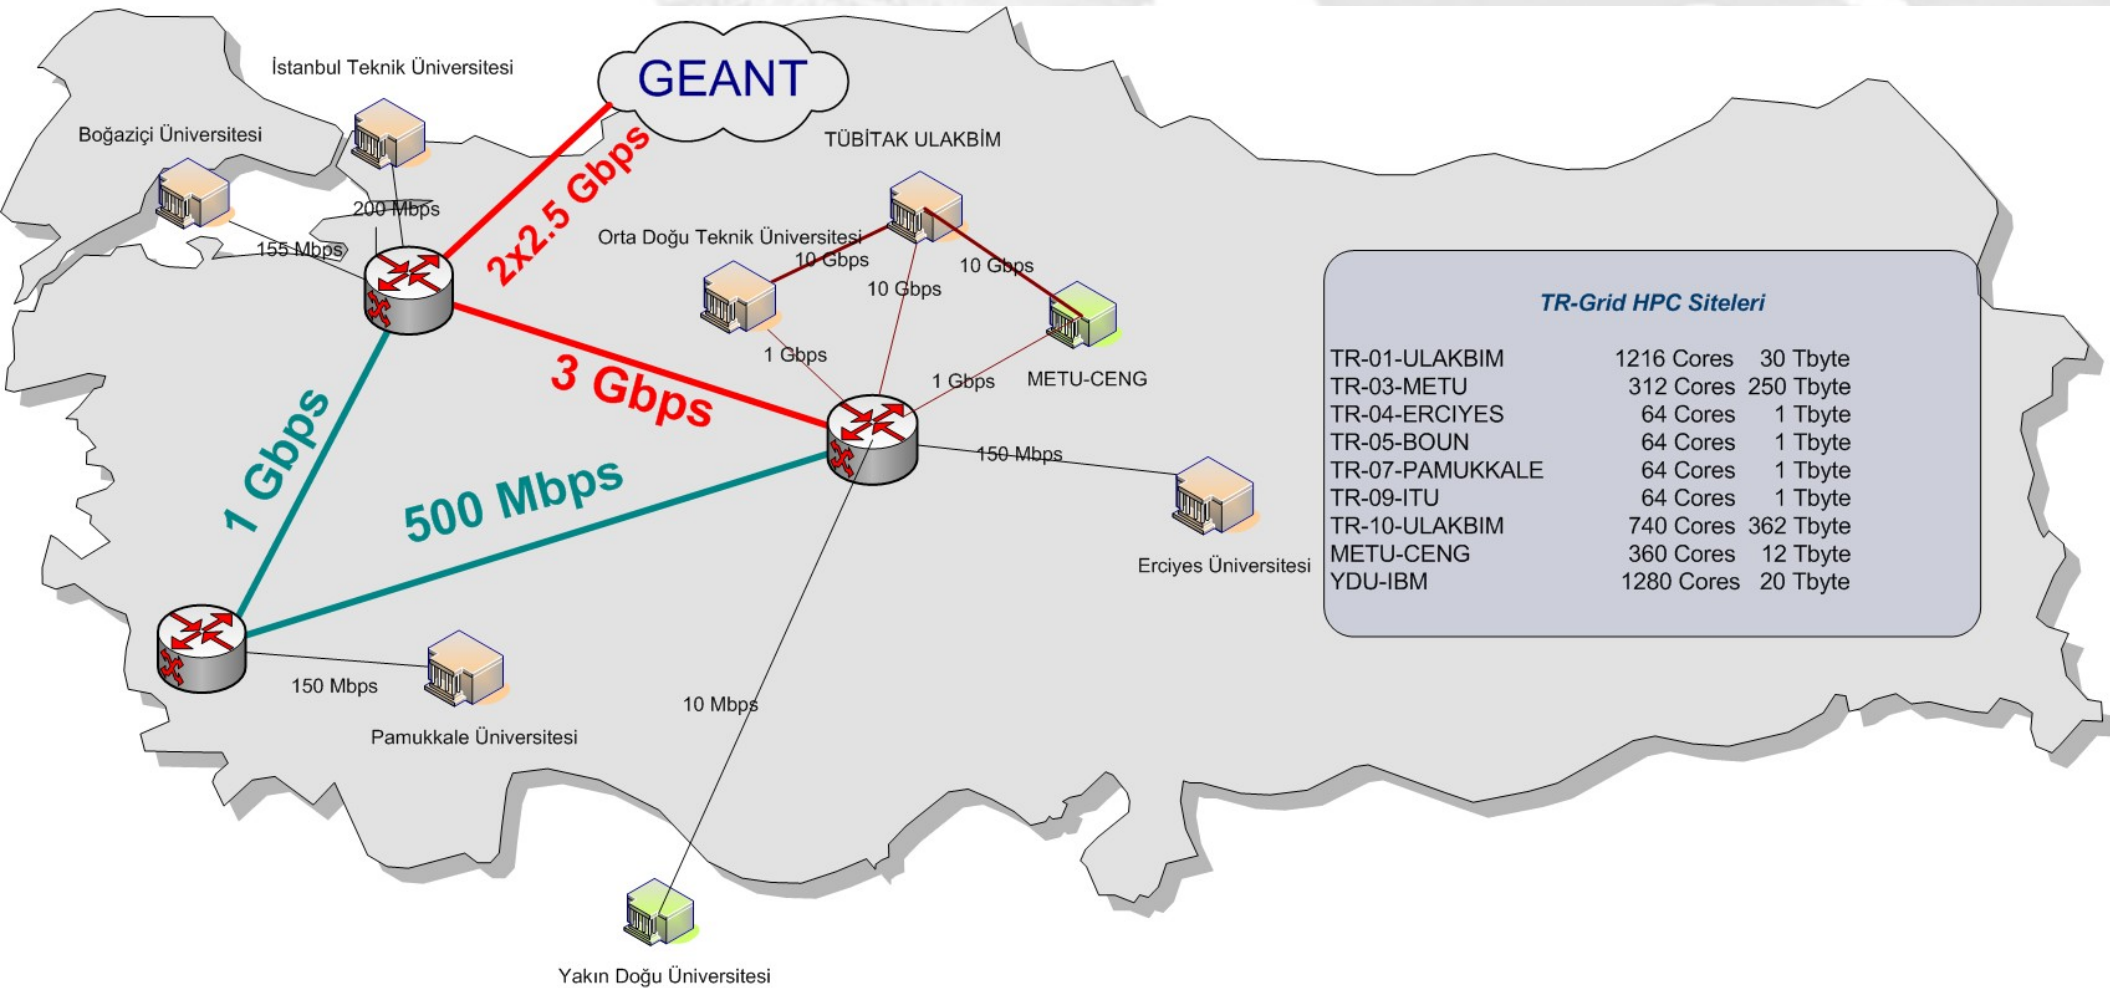 GEANT
İstanbul Teknik Üniversitesi
Boğaziçi Üniversitesi
TÜBİTAK ULAKBİM
2x2.5 Gbps
200 Mbps
155 Mbps
Orta Doğu Teknik Üniversitesi
10 Gbps
10 Gbps
10 Gbps
1 Gbps
1 Gbps
METU-CENG
3 Gbps
1 Gbps
500 Mbps
150 Mbps
Erciyes Üniversitesi
150 Mbps
Pamukkale Üniversitesi
10 Mbps
Yakın Doğu Üniversitesi
TR-Grid HPC Siteleri
TR-01-ULAKBIM 1216 Cores 30 Tbyte
TR-03-METU 312 Cores 250 Tbyte
TR-04-ERCIYES 64 Cores 1 Tbyte
TR-05-BOUN 64 Cores 1 Tbyte
TR-07-PAMUKKALE 64 Cores 1 Tbyte
TR-09-ITU 64 Cores 1 Tbyte
TR-10-ULAKBIM 740 Cores 362 Tbyte
METU-CENG 360 Cores 12 Tbyte
YDU-IBM 1280 Cores 20 Tbyte